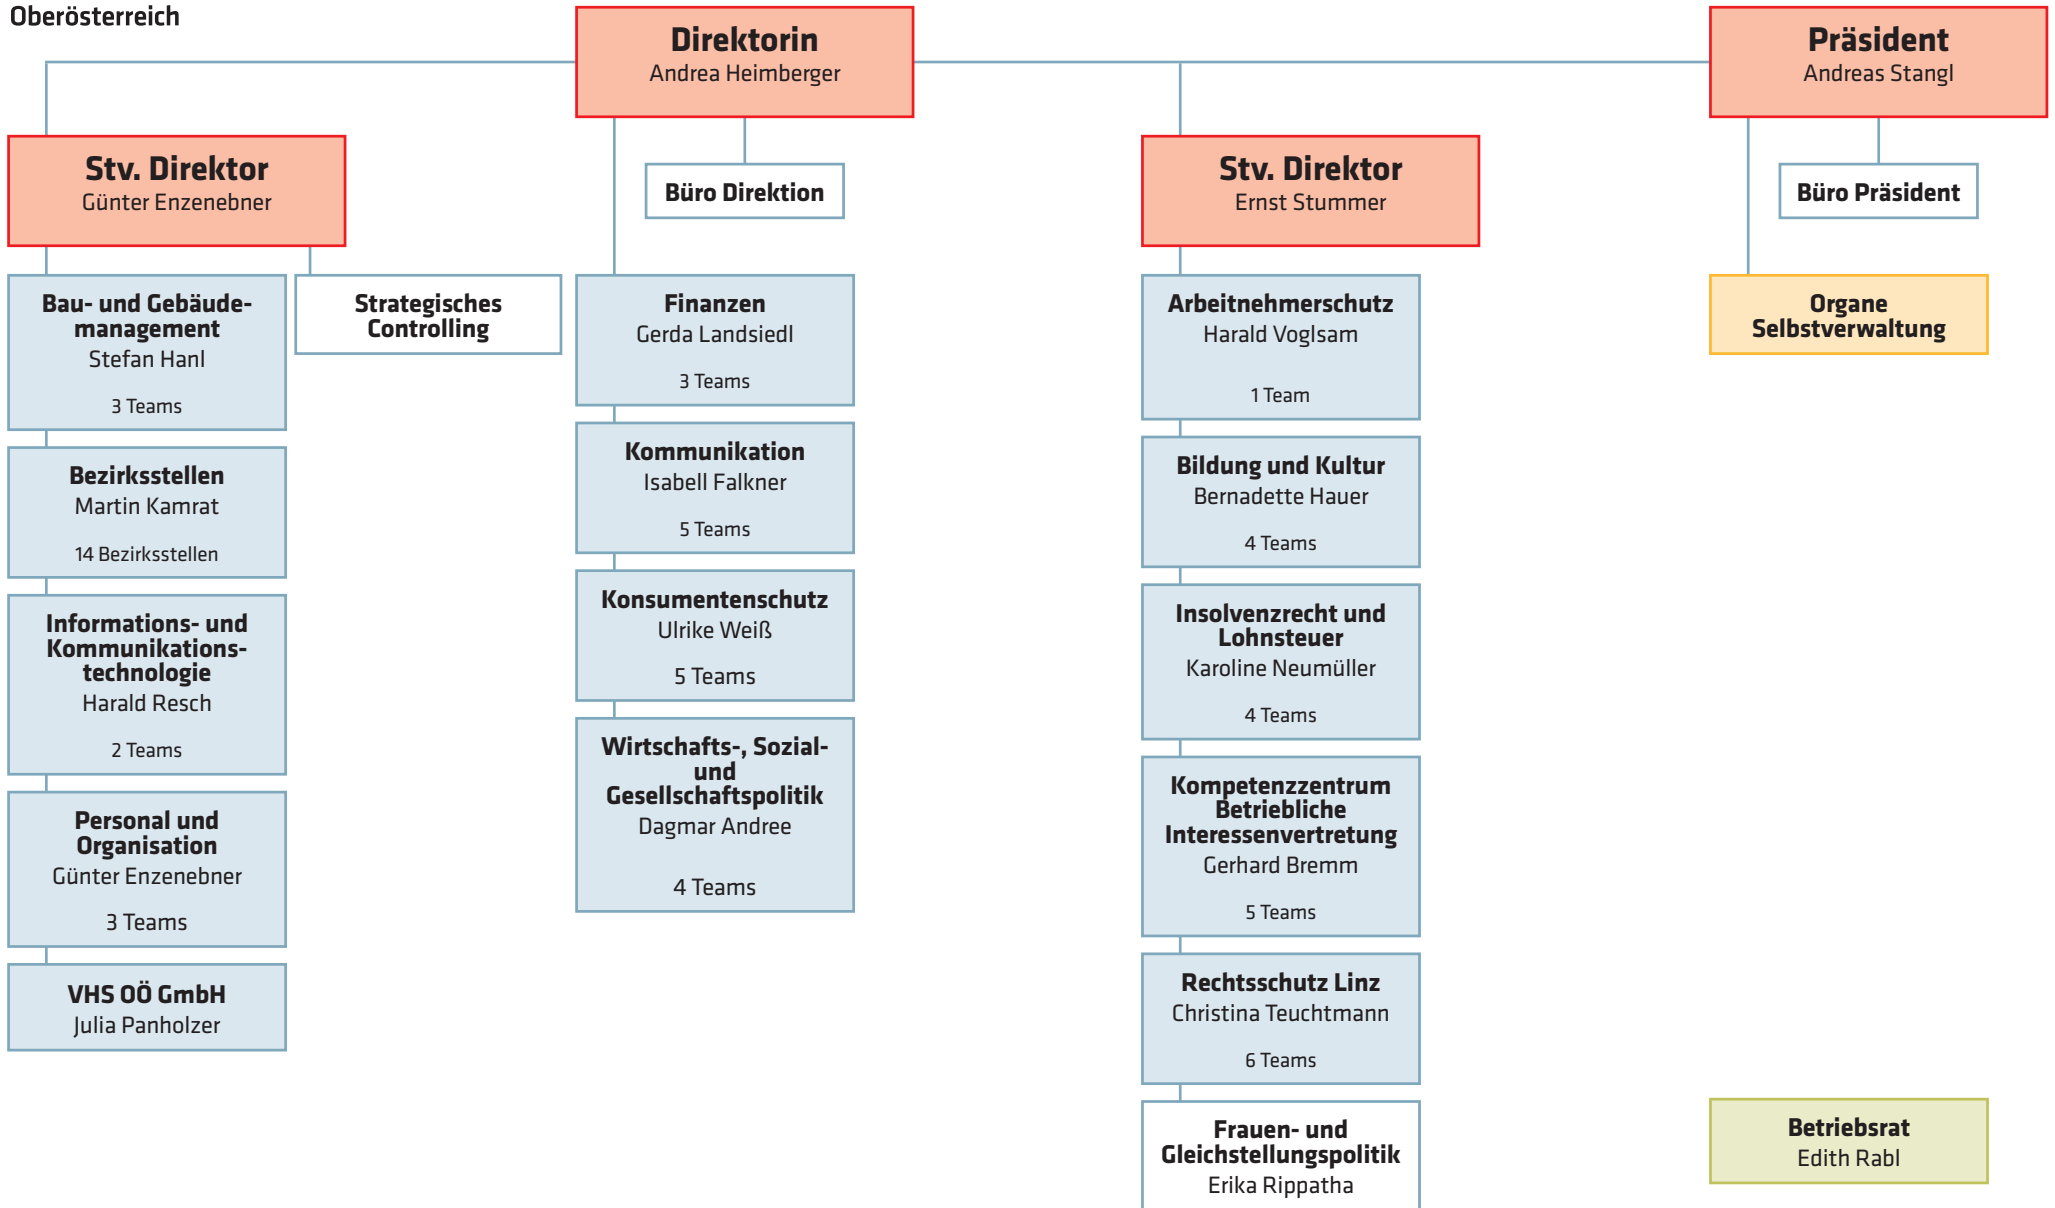 Oberösterreich
Direktorin
Andrea Heimberger
Präsident
Andreas Stangl
Stv. Direktor
Günter Enzenebner
Büro Direktion
Stv. Direktor
Ernst Stummer
Büro Präsident
Bau- und Gebäude-
management
Stefan Hanl
3 Teams
Strategisches
Controlling
Bezirksstellen
Martin Kamrat
14 Bezirksstellen
Informations- und
Kommunikations-
technologie
Harald Resch
2 Teams
Personal und
Organisation
Günter Enzenebner
3 Teams
VHS OÖ GmbH
Julia Panholzer
Finanzen
Gerda Landsiedl
3 Teams
Kommunikation
Isabell Falkner
5 Teams
Konsumentenschutz
Ulrike Weiß
5 Teams
Wirtschafts-, Sozial-
und
Gesellschaftspolitik
Dagmar Andree
4 Teams
Arbeitnehmerschutz
Harald Voglsam
1 Team
Bildung und Kultur
Bernadette Hauer
4 Teams
Insolvenzrecht und
Lohnsteuer
Karoline Neumüller
4 Teams
Kompetenzzentrum
Betriebliche
Interessenvertretung
Gerhard Bremm
5 Teams
Rechtsschutz Linz
Christina Teuchtmann
6 Teams
Frauen- und
Gleichstellungspolitik
Erika Rippatha
Organe
Selbstverwaltung
Betriebsrat
Edith Rabl